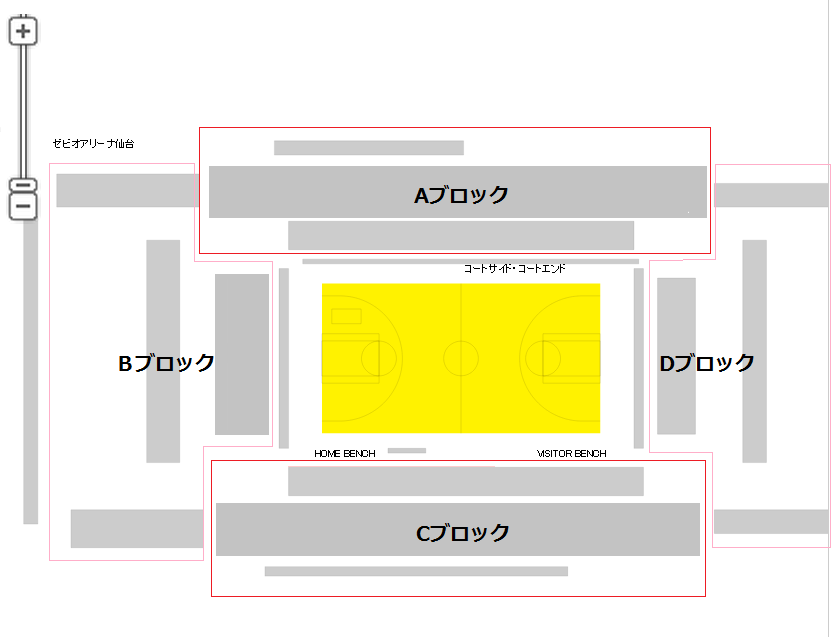 ゼビオアリーナ仙台
Aブロック
コートサイド・コートエンド
Bブロック
Dブロック
HOME BENCH
VISITOR BENCH
Cブロック